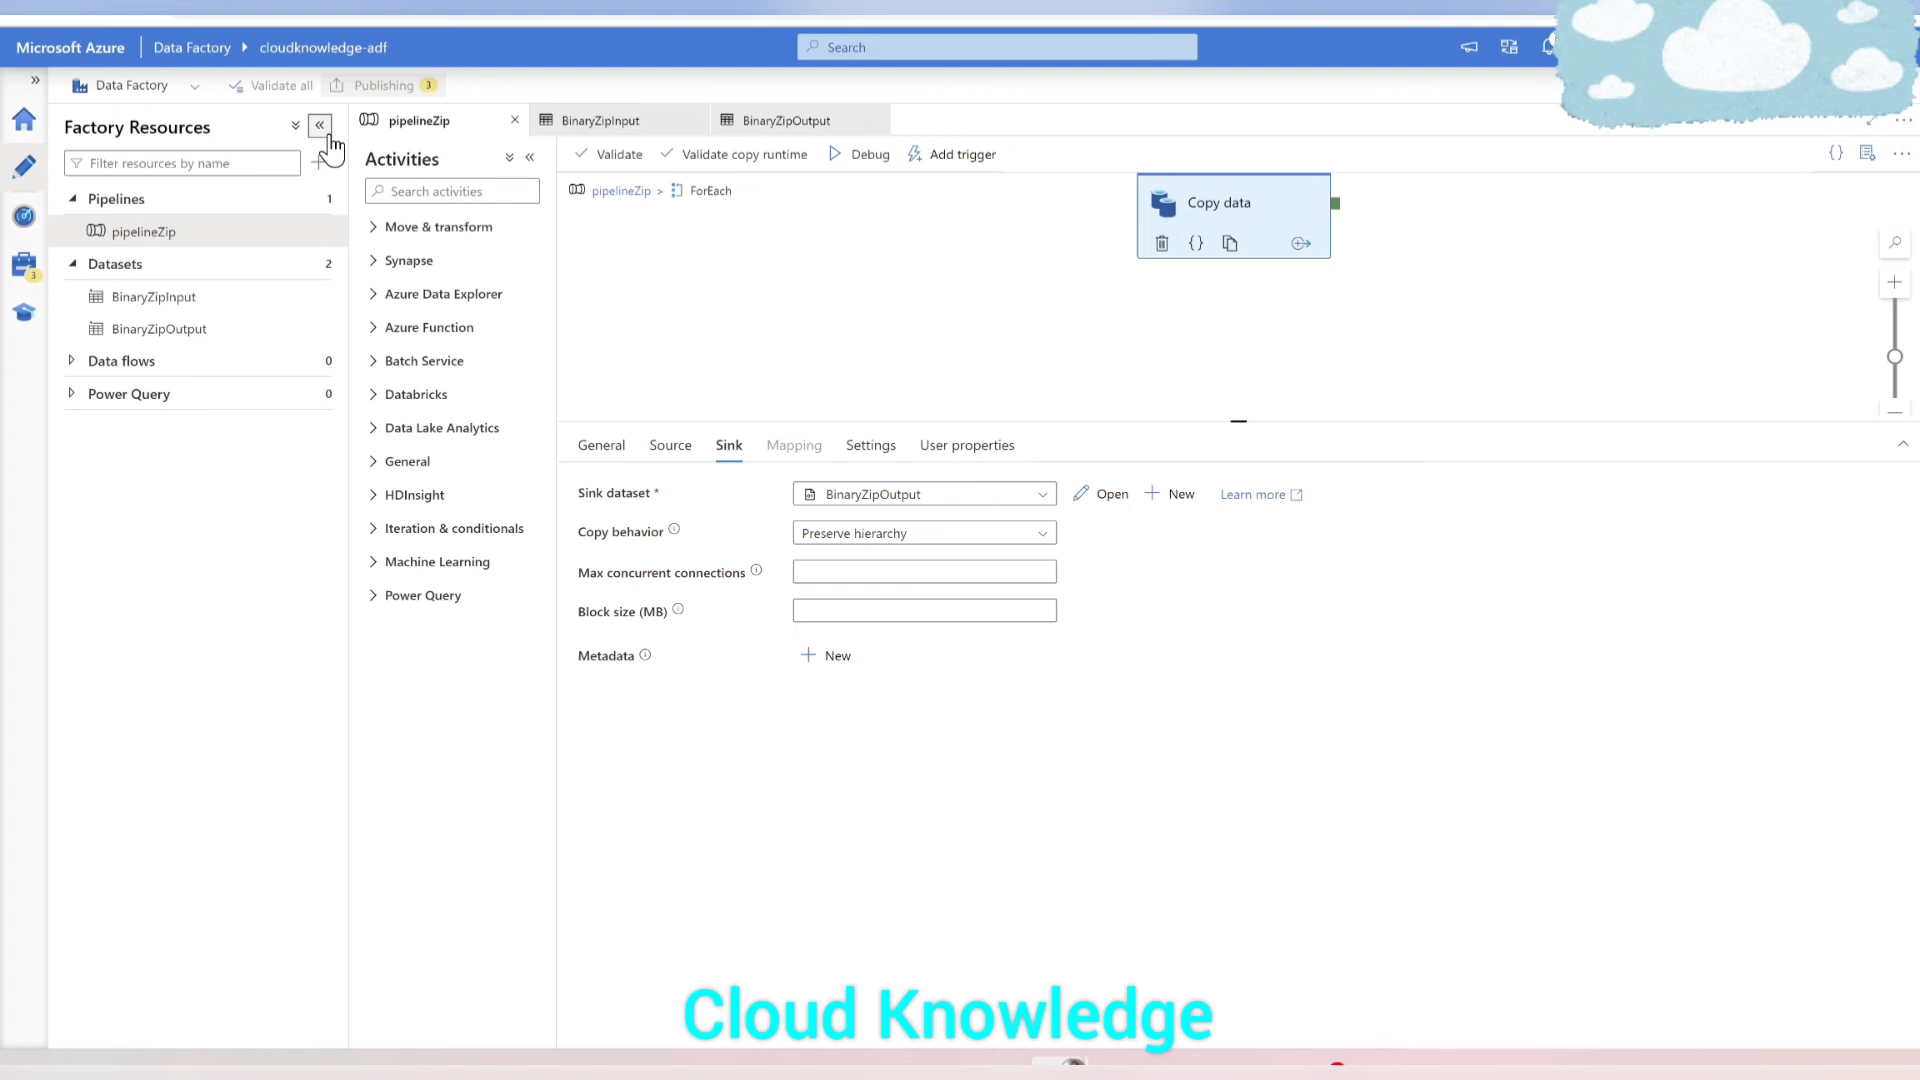 Microsoft Azure
Data Factory
cloudknowledge-adf
Search
Data Factory
Validate all
Publishing
3
Factory Resources
pipelineZip
BinaryZipInput
BinaryZipOutput
Filter resources by name
Activities
Validate
Validate copy runtime
Debug
Add trigger
Pipelines 1
Search activities
pipelineZip > ForEach
pipelineZip
Datasets 2
BinaryZipInput
BinaryZipOutput
Data flows 0
Power Query 0
3
Move & transform
Synapse
Azure Data Explorer
Azure Function
Batch Service
Databricks
Data Lake Analytics
General
HDInsight
Iteration & conditionals
Machine Learning
Power Query
Copy data
General Source Sink Mapping Settings User properties
Sink dataset * BinaryZipOutput Open New Learn more
Copy behavior Preserve hierarchy
Max concurrent connections
Block size (MB)
Metadata New
Cloud Knowledge